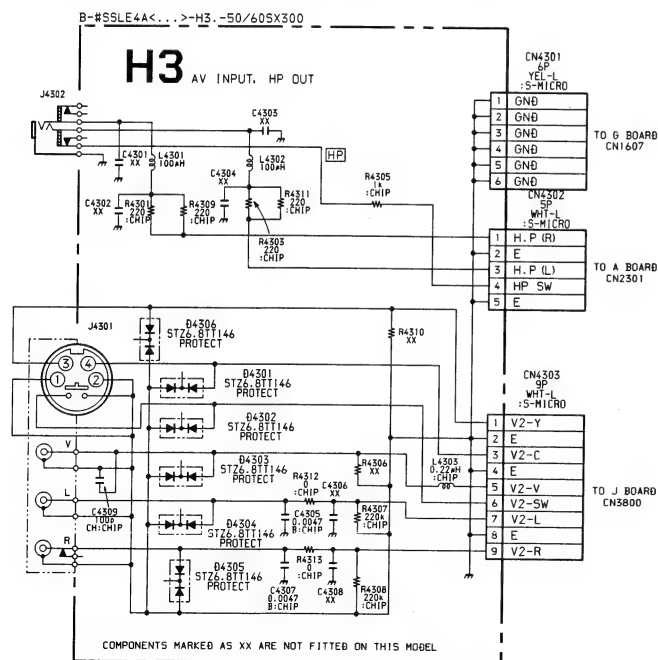 B-#SSLE4A<...>-H3.-50/60SX300
H3 AV INPUT, HP OUT
J4302
C4303
XX
C4301
XX
L4301
100µH
C4304
XX
L4302
100µH
HP
R4305
1k
:CHIP
C4302
XX
R4301
220
:CHIP
R4309
220
:CHIP
R4311
220
:CHIP
R4303
220
:CHIP
CN4301
6P
YEL-L
:S-MICRO
1 GND
2 GND
3 GND
4 GND
5 GND
6 GND
TO G BOARD
CN1607
CN4302
5P
WHT-L
:S-MICRO
1 H.P(R)
2 E
3 H.P(L)
4 HP SW
5 E
TO A BOARD
CN2301
J4301
3 4
1 2
D4306
STZ6.8TT146
PROTECT
D4301
STZ6.8TT146
PROTECT
D4302
STZ6.8TT146
PROTECT
D4303
STZ6.8TT146
PROTECT
D4304
STZ6.8TT146
PROTECT
D4305
STZ6.8TT146
PROTECT
R4310
XX
V
L
R
C4309
100p
CH:CHIP
R4312
0
:CHIP
C4305
0.0047
B:CHIP
C4306
XX
R4306
XX
R4307
220k
:CHIP
L4303
0.22µH
:CHIP
R4313
0
:CHIP
C4307
0.0047
B:CHIP
C4308
XX
R4308
220k
:CHIP
CN4303
9P
WHT-L
:S-MICRO
1 V2-Y
2 E
3 V2-C
4 E
5 V2-V
6 V2-SW
7 V2-L
8 E
9 V2-R
TO J BOARD
CN3800
COMPONENTS MARKED AS XX ARE NOT FITTED ON THIS MODEL